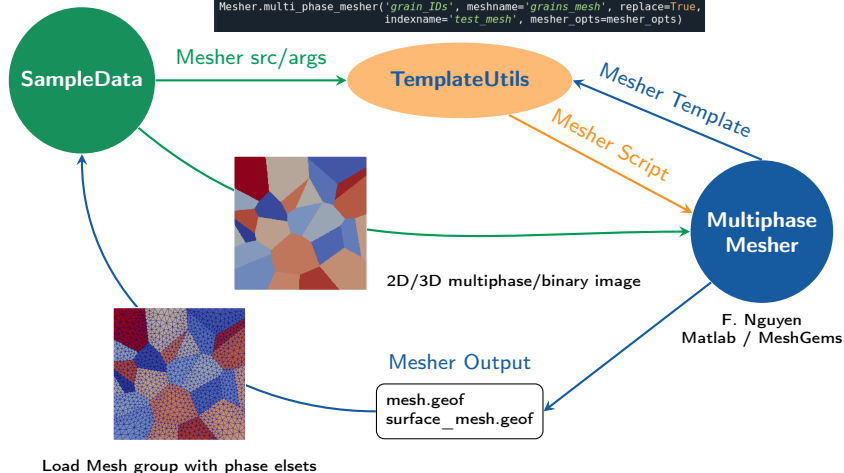 Mesher.multi_phase_mesher('grain_IDs', meshname='grains_mesh', replace=True,
indexname='test_mesh', mesher_opts=mesher_opts)
SampleData
Mesher src/args
TemplateUtils
Mesher Template
Mesher Script
Multiphase
Mesher
2D/3D multiphase/binary image
F. Nguyen
Matlab / MeshGems
Mesher Output
mesh.geof
surface_mesh.geof
Load Mesh group with phase elsets